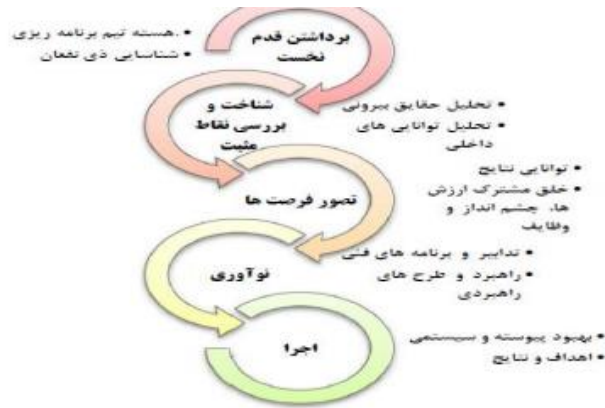 برداشتن قدم
نخست
• هسته تیم برنامه ریزی.
• شناسایی ذی نفعان
شناخت و
بررسی نقاط
مثبت
• تحلیل حقایق بیرونی
• تحلیل توانایی های
داخلی
تصور فرصت ها
• توانایی نتایج
• خلق مشترک ارزش
ها، چشم انداز و
وظایف
نوآوری
• تدابیر و برنامه های فنی
• راهبرد و طرح های
راهبردی
اجرا
• بهبود پیوسته و سیستمی
• اهداف و نتایج